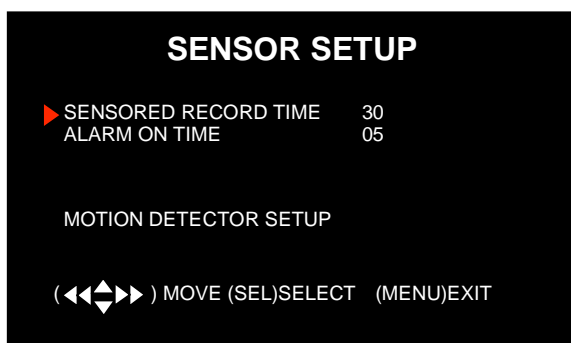 SENSOR SETUP
SENSORED RECORD TIME 30
ALARM ON TIME 05
MOTION DETECTOR SETUP
( ) MOVE (SEL)SELECT (MENU)EXIT